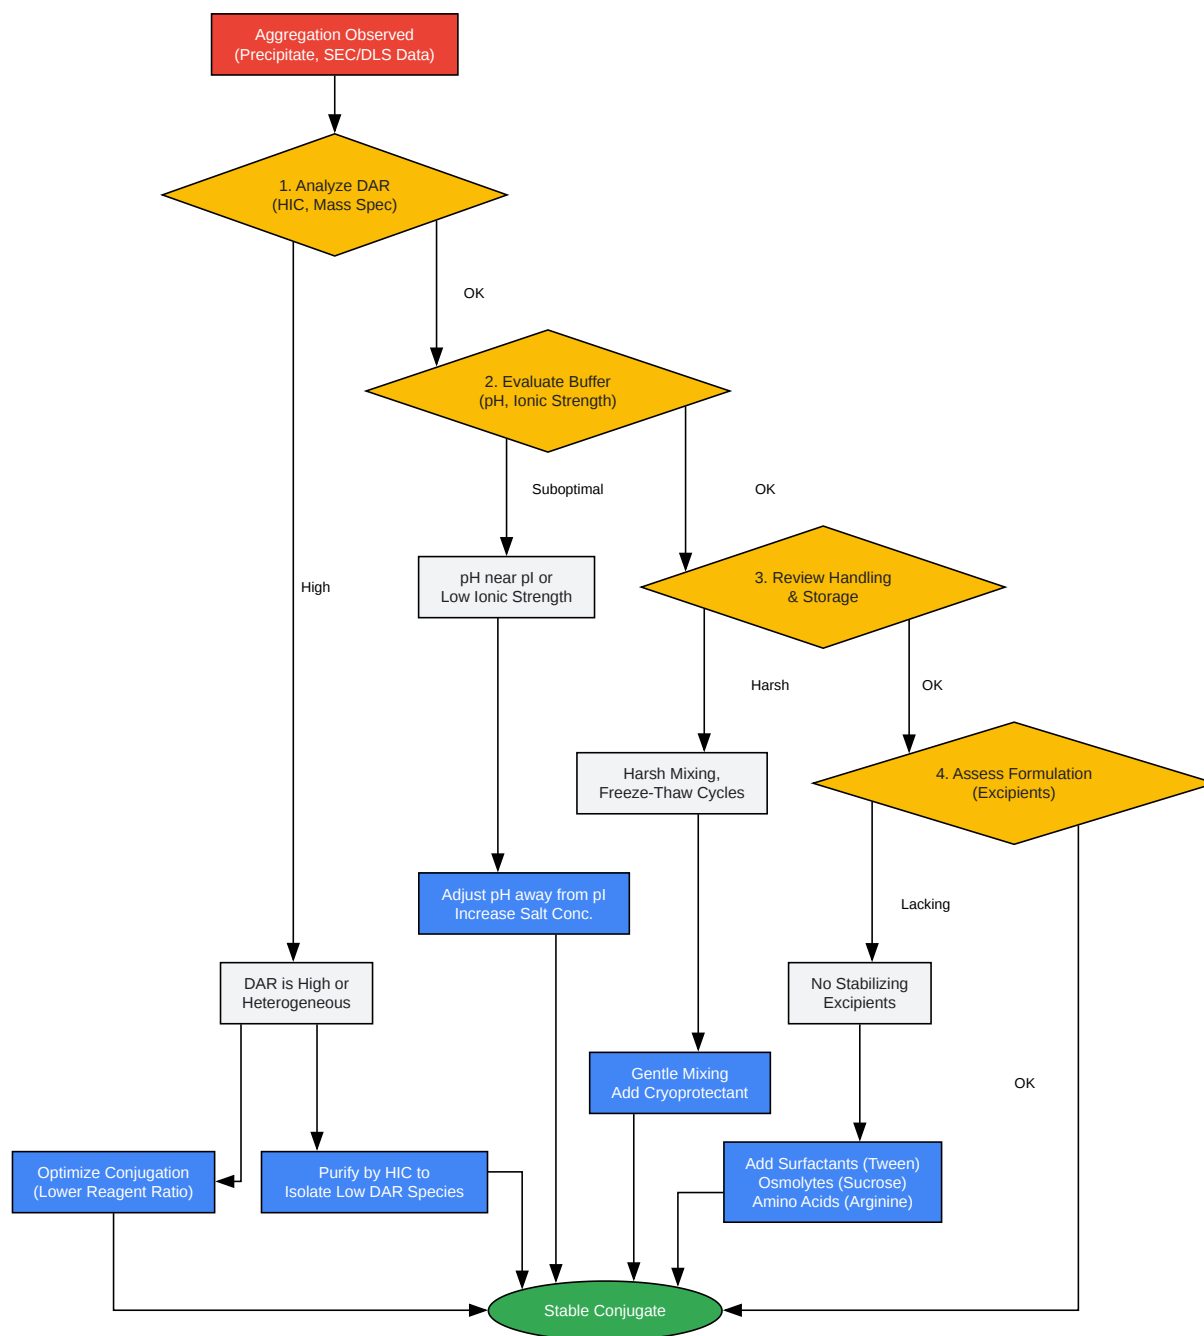 Aggregation Observed
(Precipitate, SEC/DLS Data)
1. Analyze DAR
(HIC, Mass Spec)
OK
2. Evaluate Buffer
(pH, Ionic Strength)
Suboptimal
OK
High
pH near pI or
Low Ionic Strength
3. Review Handling
& Storage
Harsh
OK
Harsh Mixing,
Freeze-Thaw Cycles
4. Assess Formulation
(Excipients)
Adjust pH away from pI
Increase Salt Conc.
Lacking
DAR is High or
Heterogeneous
No Stabilizing
Excipients
Gentle Mixing
Add Cryoprotectant
OK
Optimize Conjugation
(Lower Reagent Ratio)
Purify by HIC to
Isolate Low DAR Species
Add Surfactants (Tween)
Osmolytes (Sucrose)
Amino Acids (Arginine)
Stable Conjugate